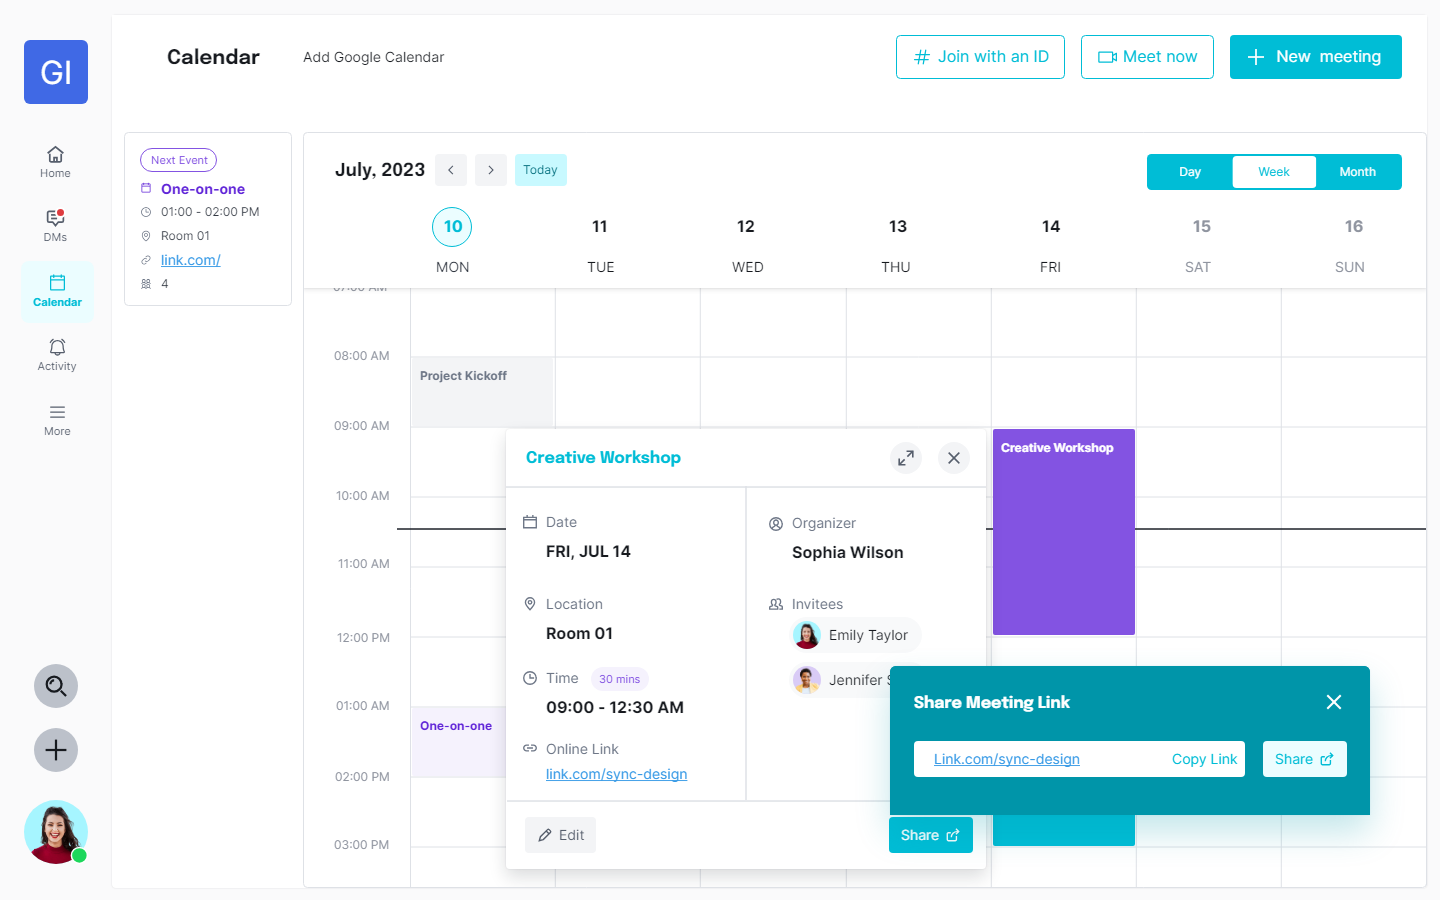 GI
Home
DMs
Calendar
Activity
More
Calendar
Add Google Calendar
Join with an ID
Meet now
New meeting
Next Event
One-on-one
01:00 - 02:00 PM
Room 01
link.com/
4
July, 2023
Today
Day
Week
Month
10
11
12
13
14
15
16
MON
TUE
WED
THU
FRI
SAT
SUN
07:00 AM
08:00 AM
09:00 AM
10:00 AM
11:00 AM
12:00 PM
01:00 AM
02:00 PM
03:00 PM
Project Kickoff
One-on-one
Creative Workshop
Creative Workshop
Date
FRI, JUL 14
Location
Room 01
Time 30 mins
09:00 - 12:30 AM
Online Link
link.com/sync-design
Organizer
Sophia Wilson
Invitees
Emily Taylor
Jennifer
Edit
Share
Share Meeting Link
Link.com/sync-design
Copy Link
Share